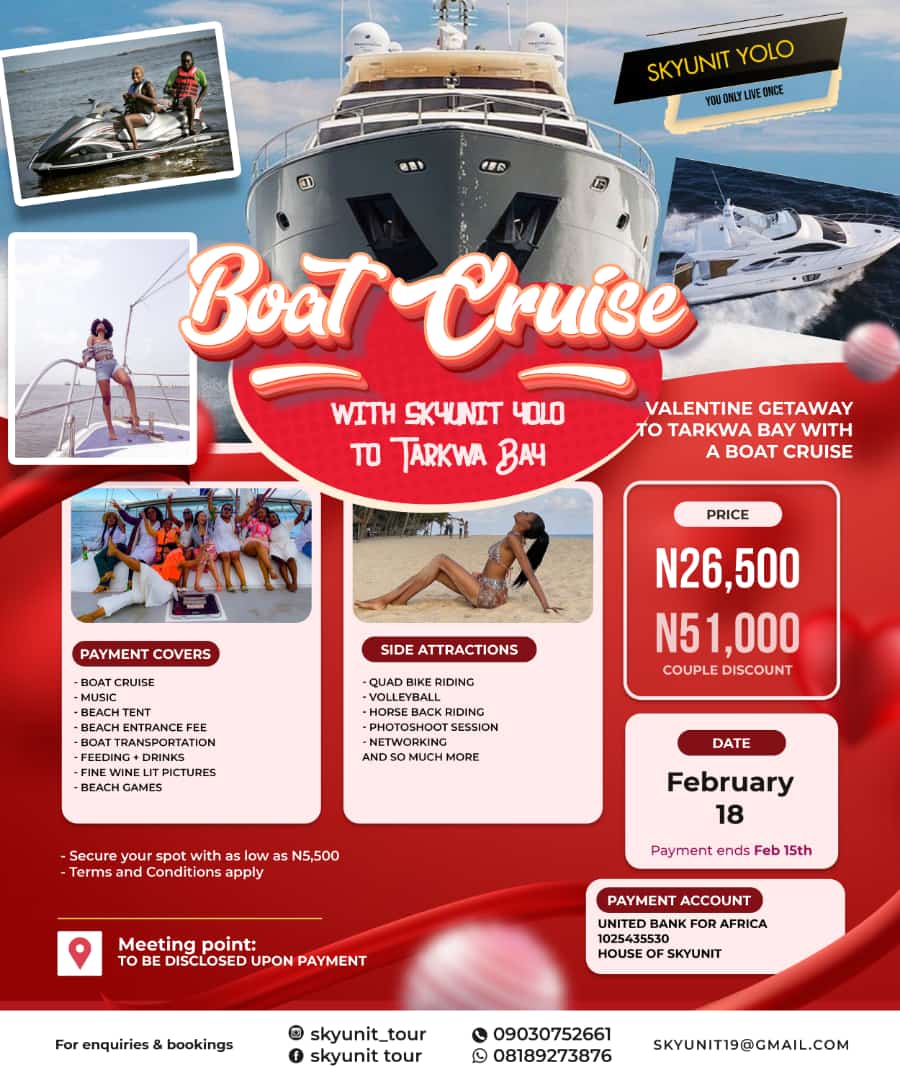 SKYUNIT YOLO
YOU ONLY LIVE ONCE
Boat Cruise
WITH SKYUNIT YOLO
TO TARKWA BAY
VALENTINE GETAWAY
TO TARKWA BAY WITH
A BOAT CRUISE
PRICE
N26,500
N51,000
COUPLE DISCOUNT
PAYMENT COVERS
- BOAT CRUISE
- MUSIC
- BEACH TENT
- BEACH ENTRANCE FEE
- BOAT TRANSPORTATION
- FEEDING + DRINKS
- FINE WINE LIT PICTURES
- BEACH GAMES
SIDE ATTRACTIONS
- QUAD BIKE RIDING
- VOLLEYBALL
- HORSE BACK RIDING
- PHOTOSHOOT SESSION
- NETWORKING
AND SO MUCH MORE
DATE
February
18
Payment ends Feb 15th
- Secure your spot with as low as N5,500
- Terms and Conditions apply
PAYMENT ACCOUNT
UNITED BANK FOR AFRICA
1025435530
HOUSE OF SKYUNIT
Meeting point:
TO BE DISCLOSED UPON PAYMENT
For enquiries & bookings
skyunit_tour
skyunit tour
09030752661
08189273876
SKYUNIT19@GMAIL.COM